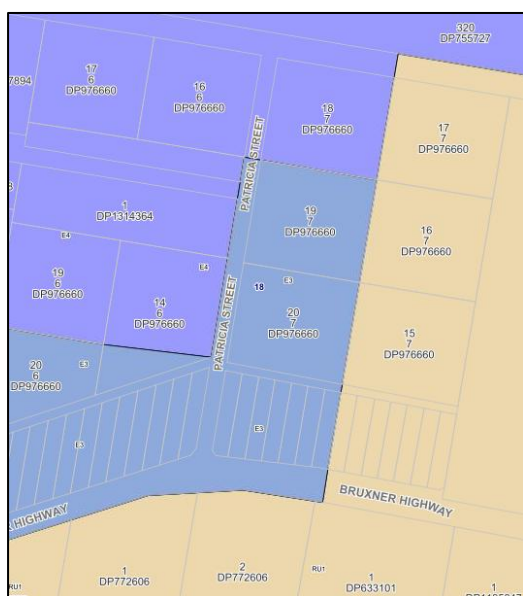 320
DP755727
17
6
DP976660
7894
16
6
DP976660
18
7
DP976660
17
7
DP976660
PATRICIA STREET
1
DP1314364
19
7
DP976660
16
7
DP976660
E4
19
6
DP976660
E4
14
6
DP976660
18
E3
20
7
DP976660
PATRICIA STREET
15
7
DP976660
20
6
DP976660
E3
E3
E3
R HIGHWAY
BRUXNER HIGHWAY
RU1
1
DP772606
2
DP772606
RU1
1
DP633101
1